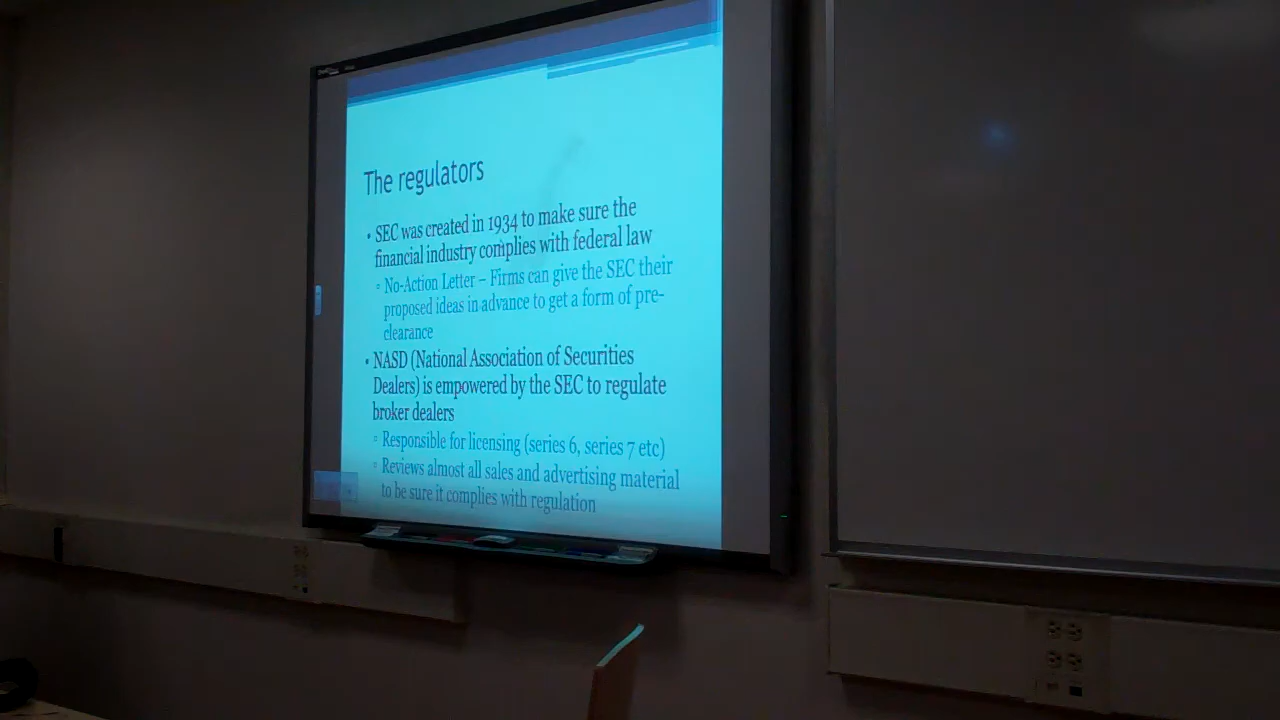 The regulators
• SEC was created in 1934 to make sure the
financial industry complies with federal law
▫ No-Action Letter – Firms can give the SEC their
proposed ideas in advance to get a form of pre-
clearance
• NASD (National Association of Securities
Dealers) is empowered by the SEC to regulate
broker dealers
▫ Responsible for licensing (series 6, series 7 etc)
▫ Reviews almost all sales and advertising material
to be sure it complies with regulation